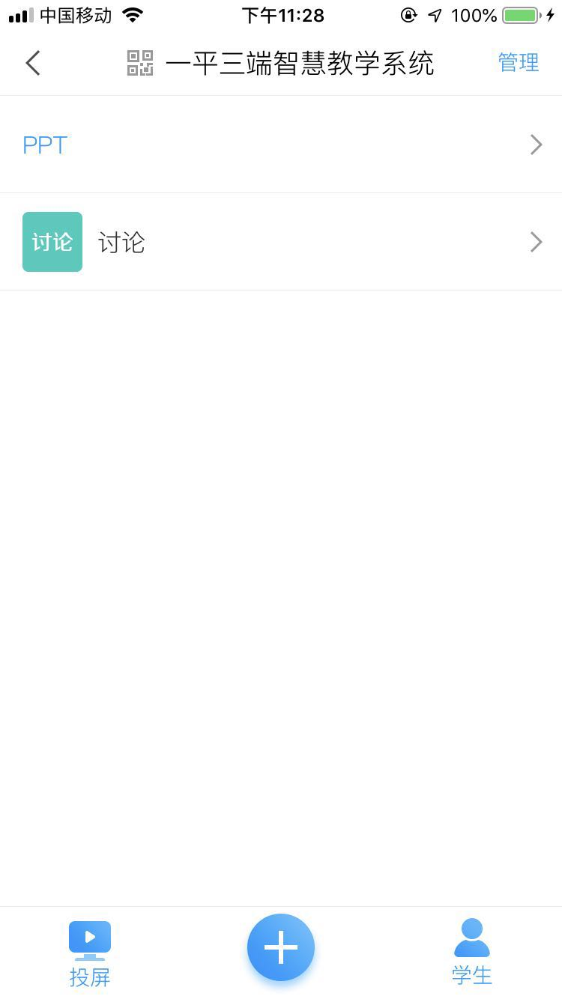 中国移动 下午11:28 100%
一平三端智慧教学系统 管理
PPT
讨论 讨论
投屏 学生